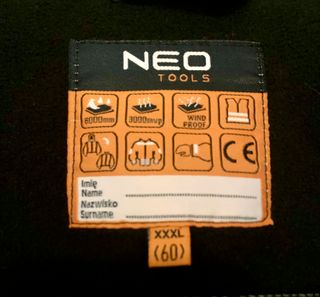 NEO
TOOLS
8000mm
3000mvp
WIND
PROOF
CE
Imię
Name
Nazwisko
Surname
XXXL
(60)